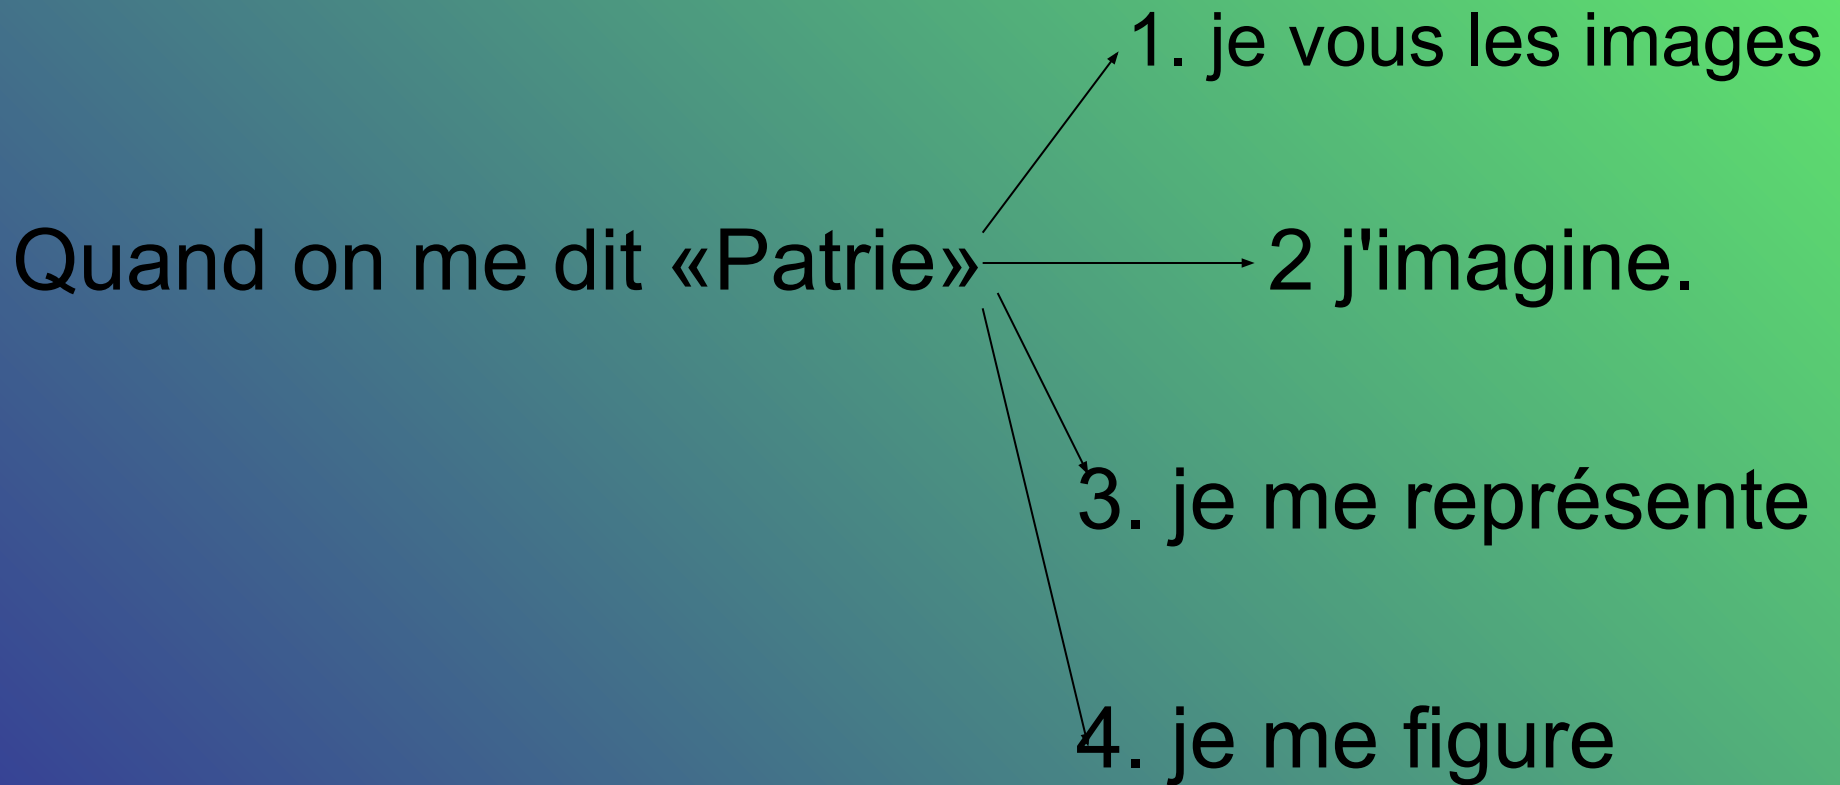 1. je vous les images
Quand on me dit «Patrie»
2 j'imagine.
3. je me représente
4. je me figure